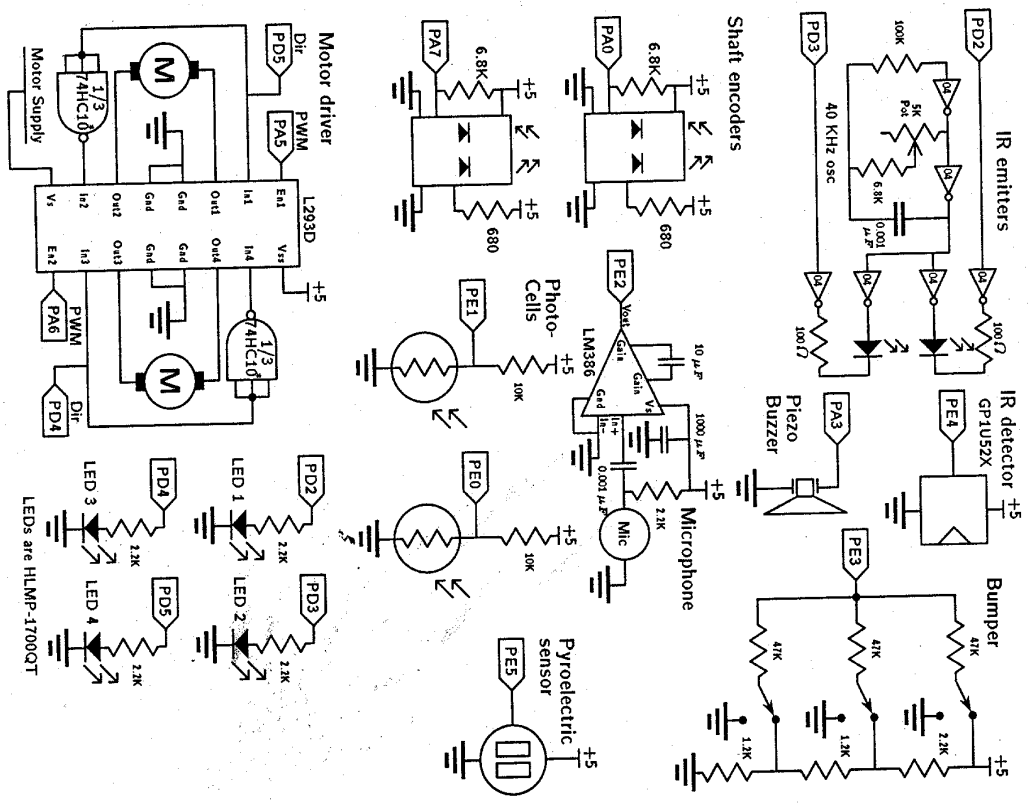 IR emitters
PD2
PD3
100K
5K
Pot
6.8K
0.001
μF
40 KHz osc
04
04
04
04
04
04
100Ω
100Ω
IR detector
GP1U52X
PE4
+5
Bumper
PE3
47K
47K
47K
2.2K
1.2K
1.2K
+5
Piezo
Buzzer
PA3
Shaft encoders
PA0
6.8K
+5
+5
680
PA7
6.8K
+5
+5
680
Microphone
PE2
Vout
LM386
Gain
Gain
Vs
Gnd
In-
In+
10 μF
1000 μF
0.001 μF
2.2K
+5
Mic
Photo-
Cells
PE1
10K
+5
PE0
10K
+5
Pyroelectric
sensor
PE5
+5
Motor driver
Dir
PD5
PWM
PA5
M
1/3
74HC10
Motor Supply
L293D
En1
In1
Out1
Gnd
Gnd
Out2
In2
Vs
Vss
In4
Out4
Gnd
Gnd
Out3
In3
En2
+5
1/3
74HC10
M
PWM
PA6
Dir
PD4
LED 1
PD2
2.2K
LED 2
PD3
2.2K
LED 3
PD4
2.2K
LED 4
PD5
2.2K
LEDs are HLMP-1700QT